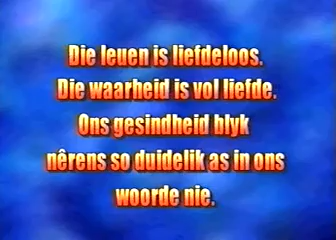 Die leuen is liefdeloos.
Die waarheid is vol liefde.
Ons gesindheid blyk
nêrens so duidelik as in ons
woorde nie.